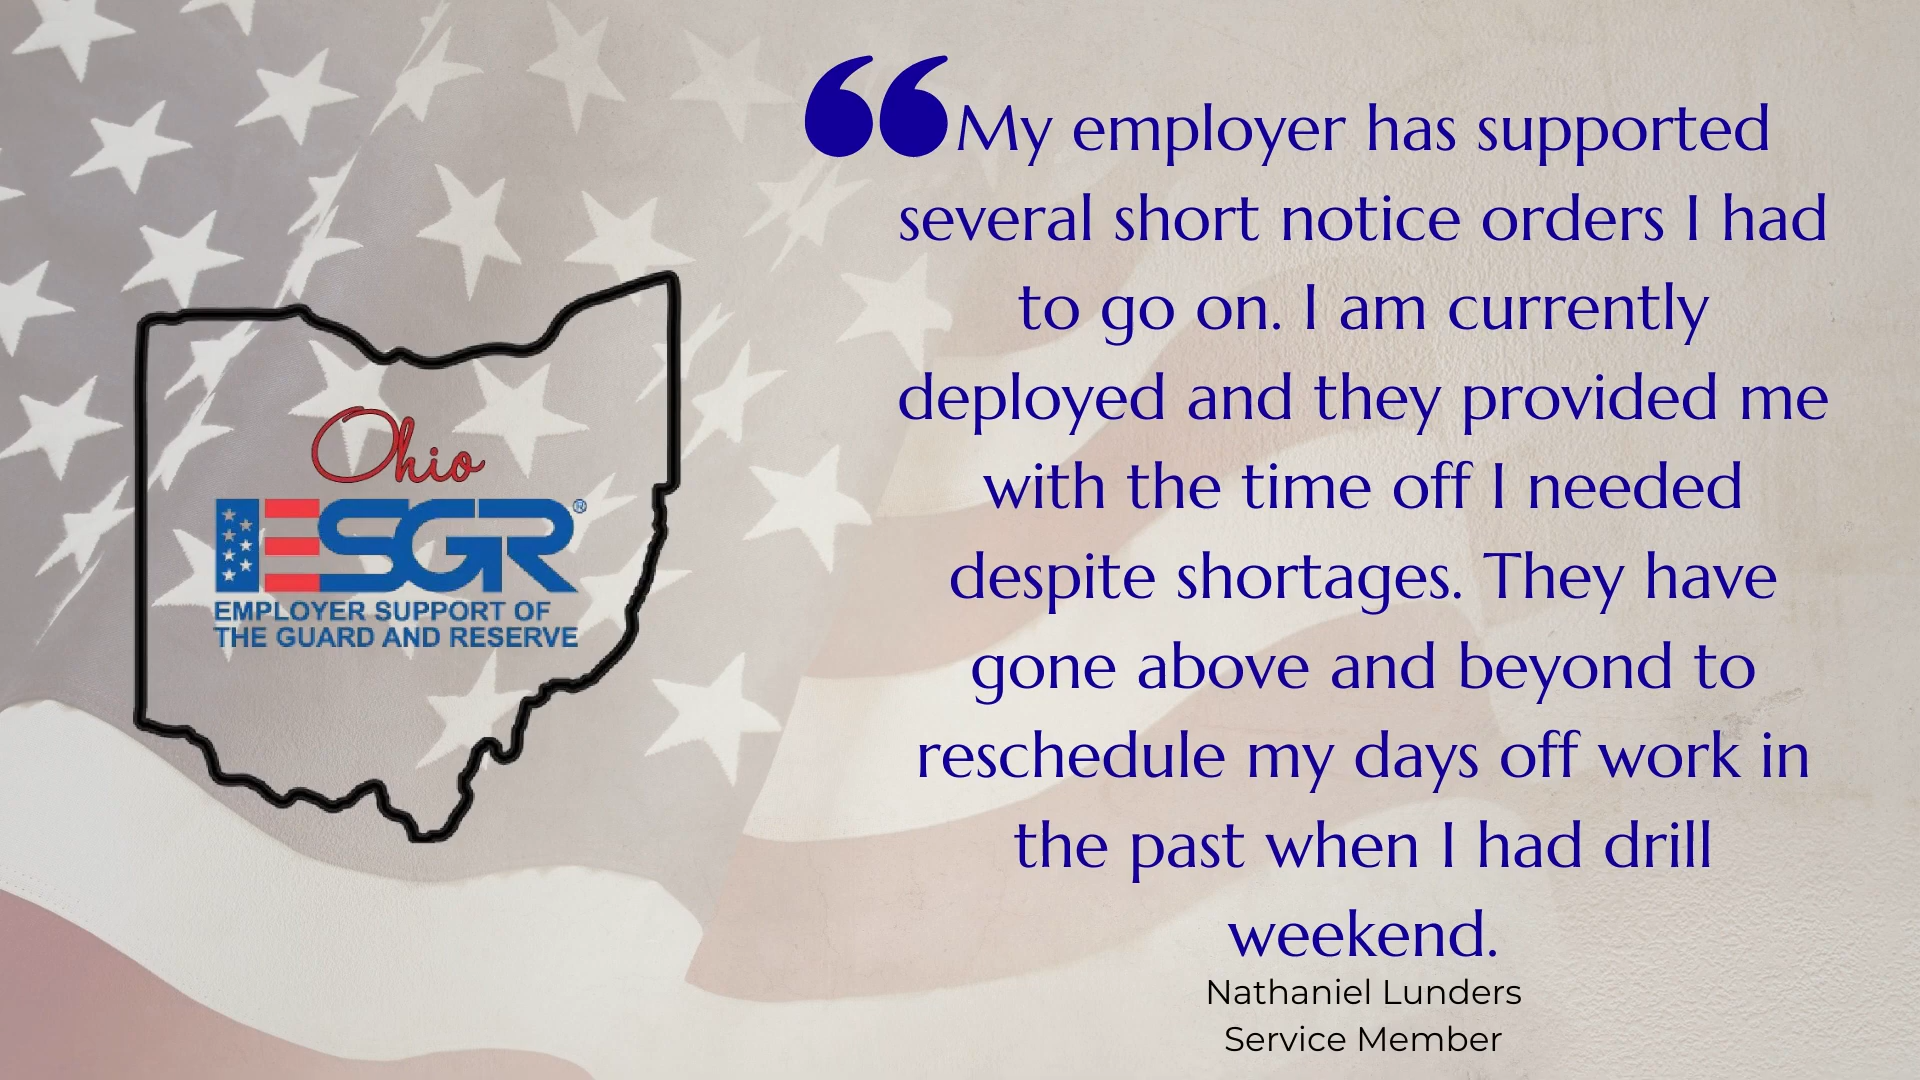 Ohio
ESGR®
EMPLOYER SUPPORT OF
THE GUARD AND RESERVE
“My employer has supported
several short notice orders I had
to go on. I am currently
deployed and they provided me
with the time off I needed
despite shortages. They have
gone above and beyond to
reschedule my days off work in
the past when I had drill
weekend.
Nathaniel Lunders
Service Member